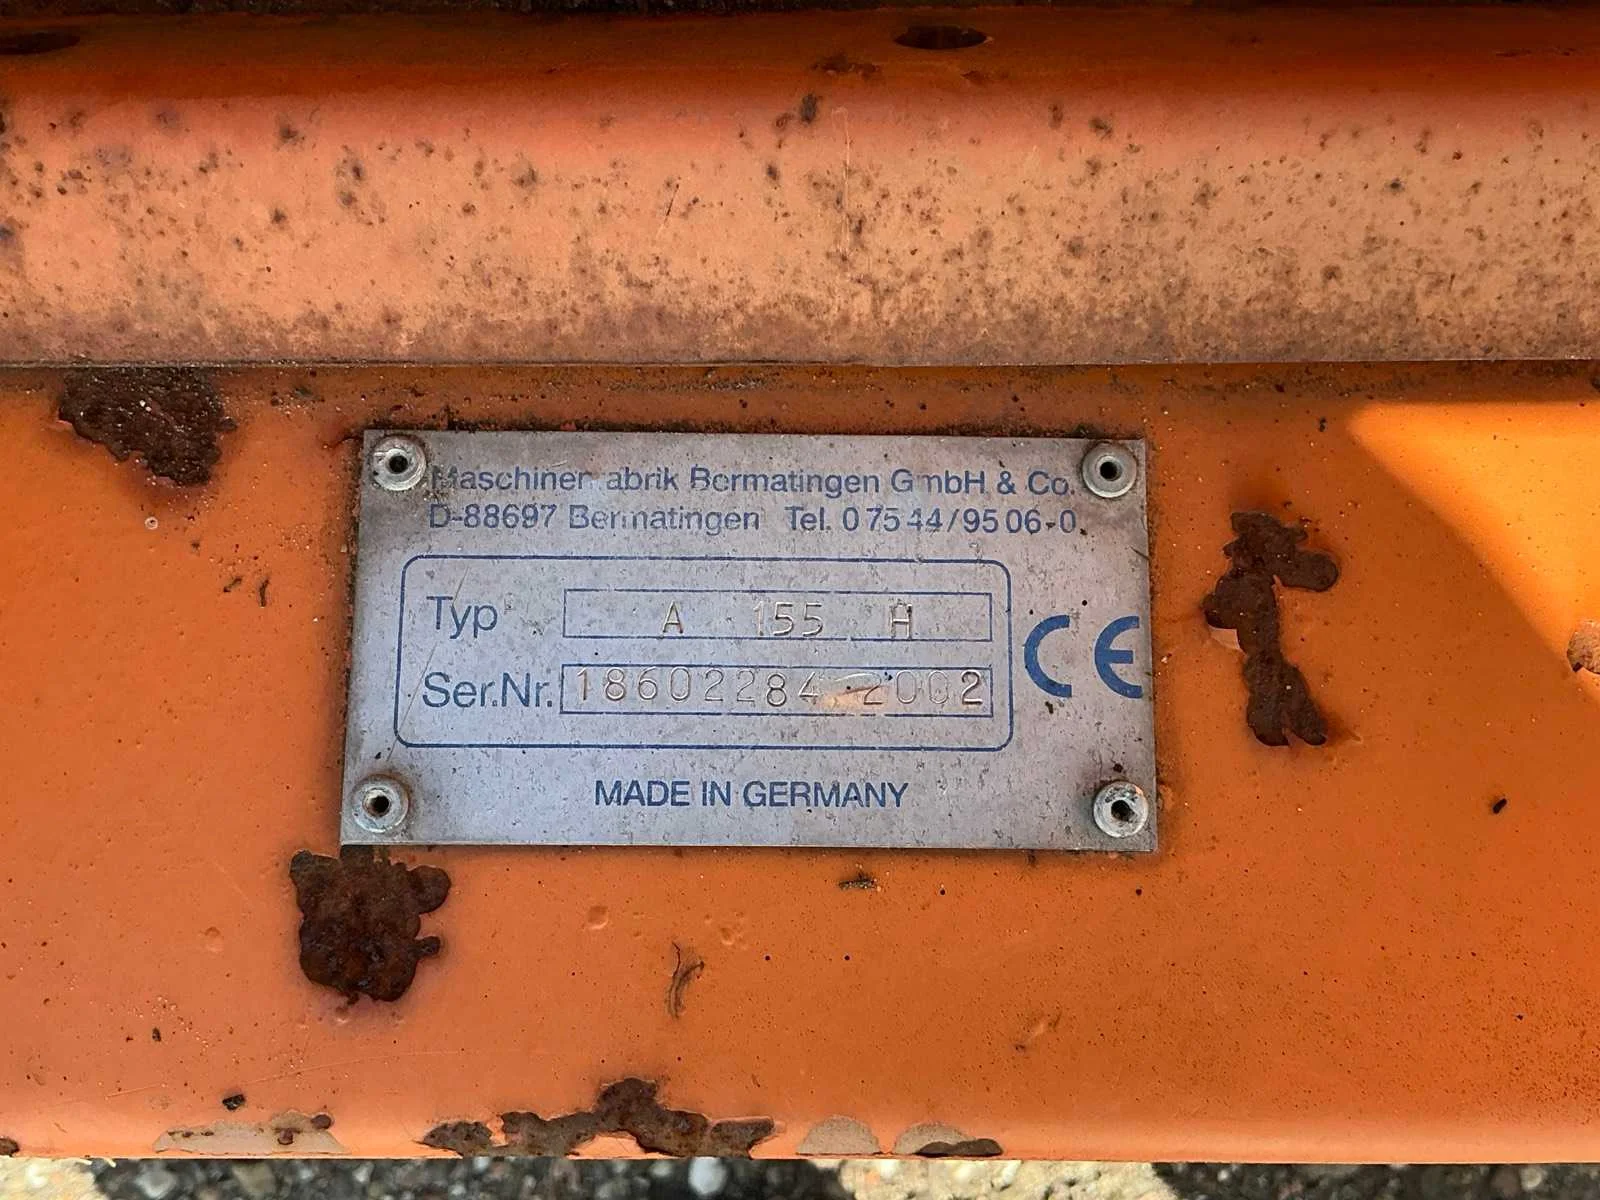 Maschinenfabrik Bermatingen GmbH & Co.
D-88697 Bermatingen Tel. 0 75 44/95 06-0
Typ A 155 H
Ser.Nr. 18602284 2002
CE
MADE IN GERMANY